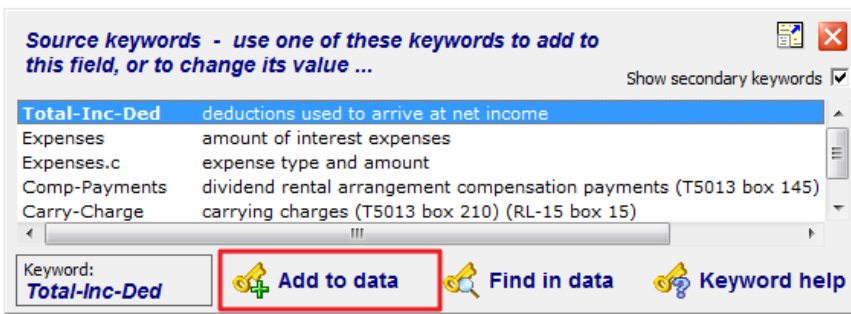 Source keywords - use one of these keywords to add to
this field, or to change its value ...
Show secondary keywords
Total-Inc-Ded deductions used to arrive at net income
Expenses amount of interest expenses
Expenses.c expense type and amount
Comp-Payments dividend rental arrangement compensation payments (T5013 box 145)
Carry-Charge carrying charges (T5013 box 210) (RL-15 box 15)
Keyword:
Total-Inc-Ded
Add to data
Find in data
Keyword help